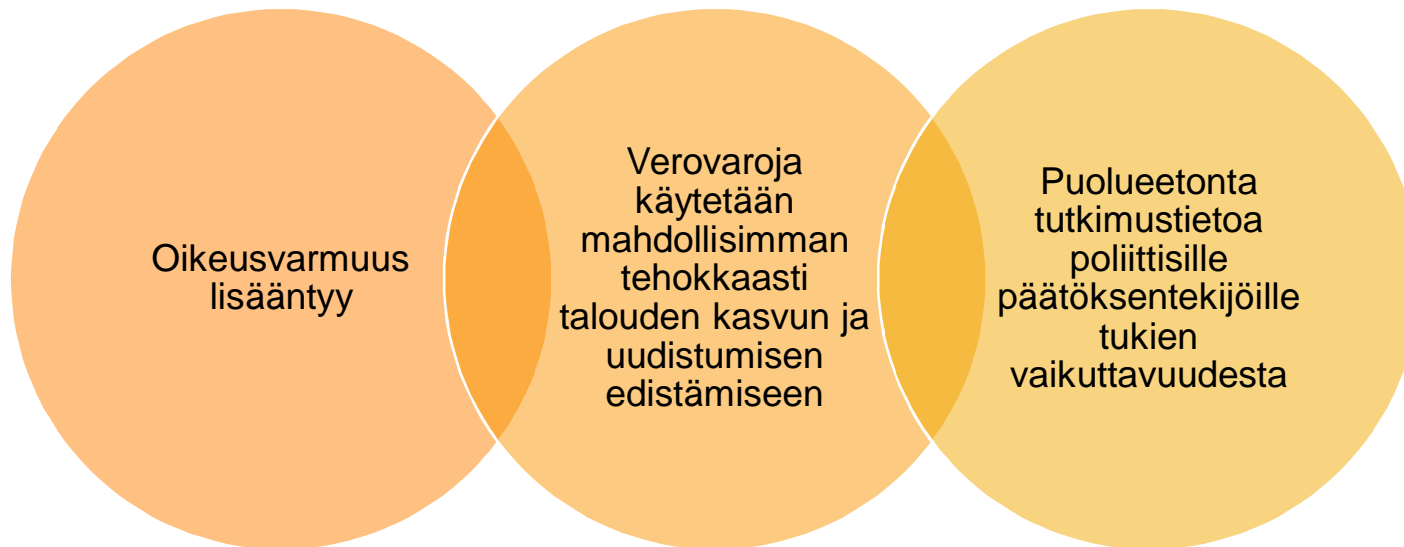 Oikeusvarmuus
lisääntyy
Verovaroja
käytetään
mahdollisimman
tehokkaasti
talouden kasvun ja
uudistumisen
edistämiseen
Puolueetonta
tutkimustietoa
poliittisille
päätöksentekijöille
tukien
vaikuttavuudesta